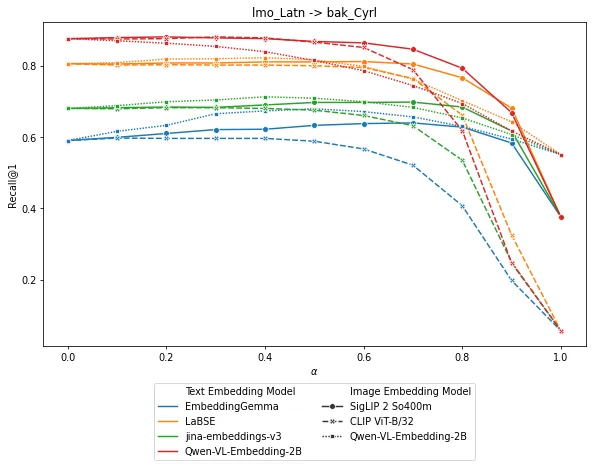 lmo_Latn -> bak_Cyrl
Recall@1
0.8
0.6
0.4
0.2
0.0 0.2 0.4 0.6 0.8 1.0
α
Text Embedding Model Image Embedding Model
EmbeddingGemma SigLIP 2 So400m
LaBSE CLIP ViT-B/32
jina-embeddings-v3 Qwen-VL-Embedding-2B
Qwen-VL-Embedding-2B